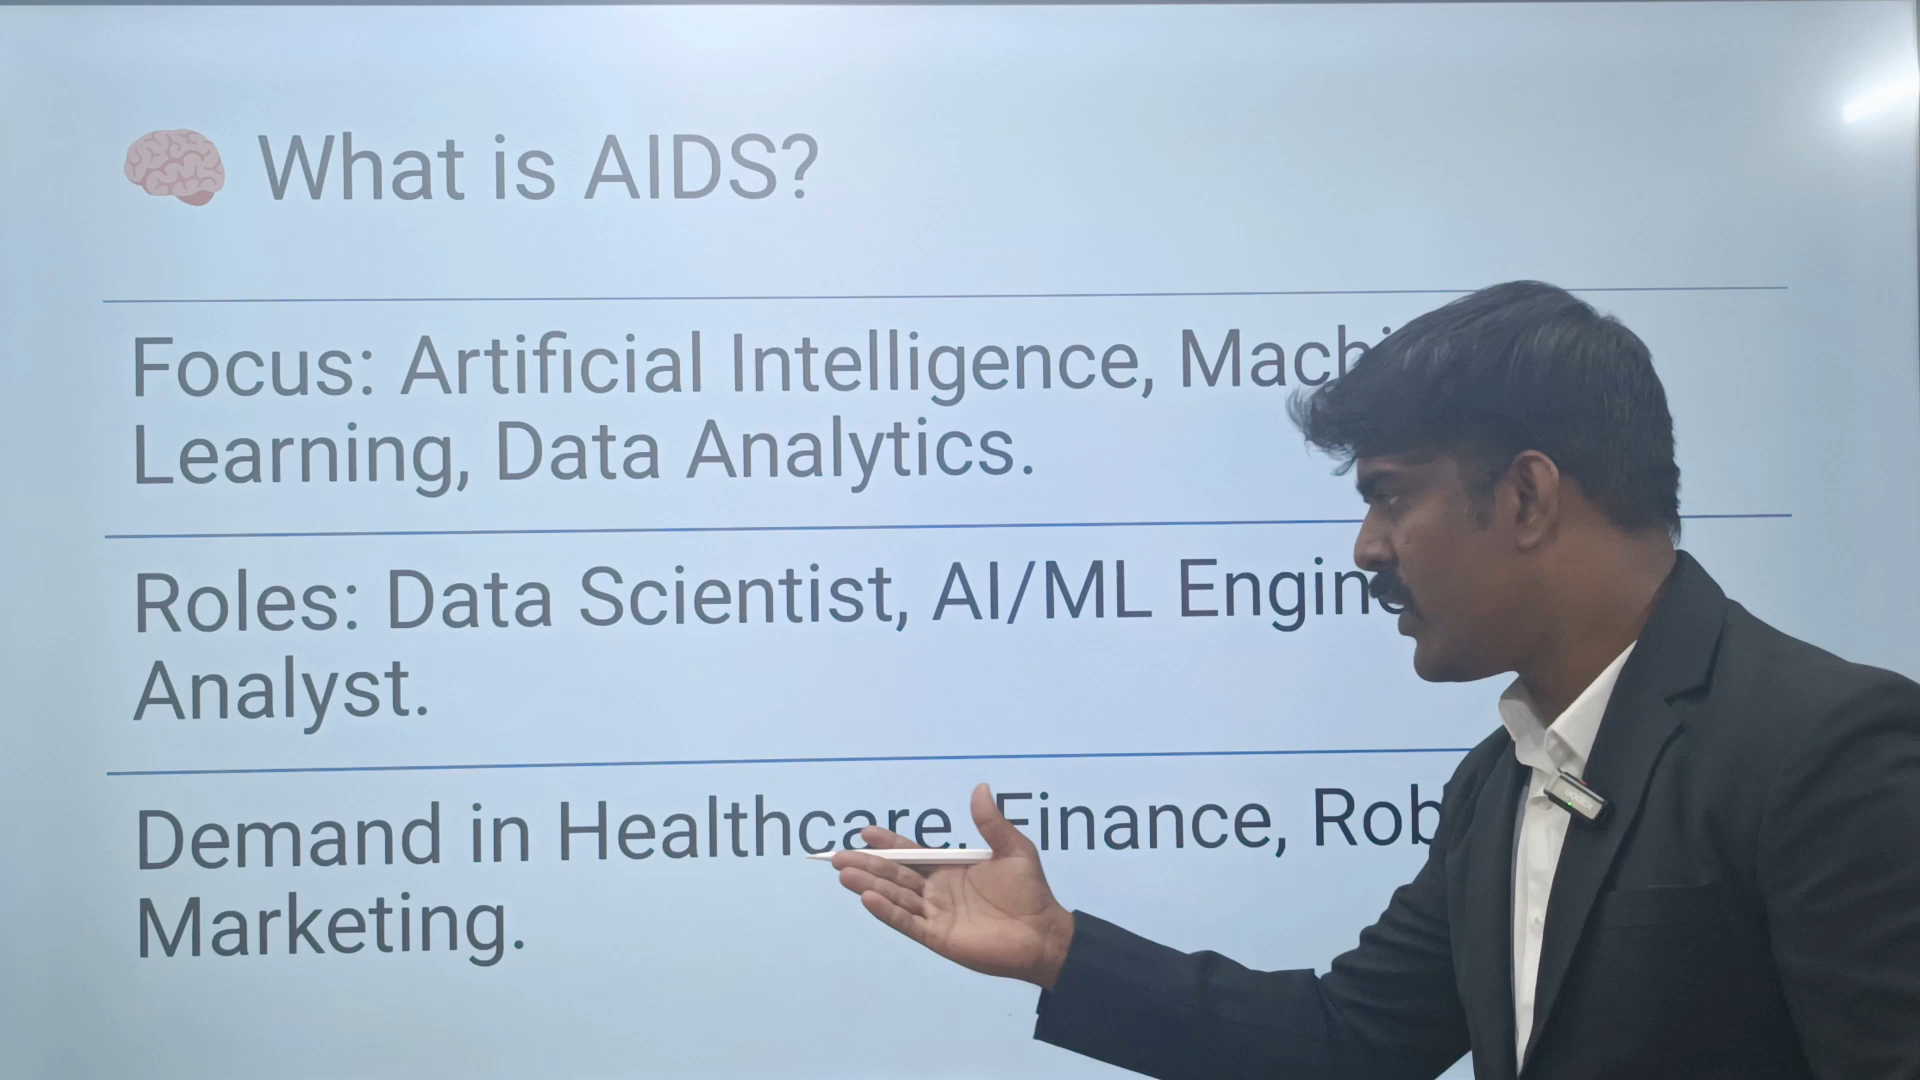 What is AIDS?
Focus: Artificial Intelligence,
Learning, Data Analytics.
Roles: Data Scientist, AI/ML
Analyst.
Demand in Healthcare, Finance,
Marketing.